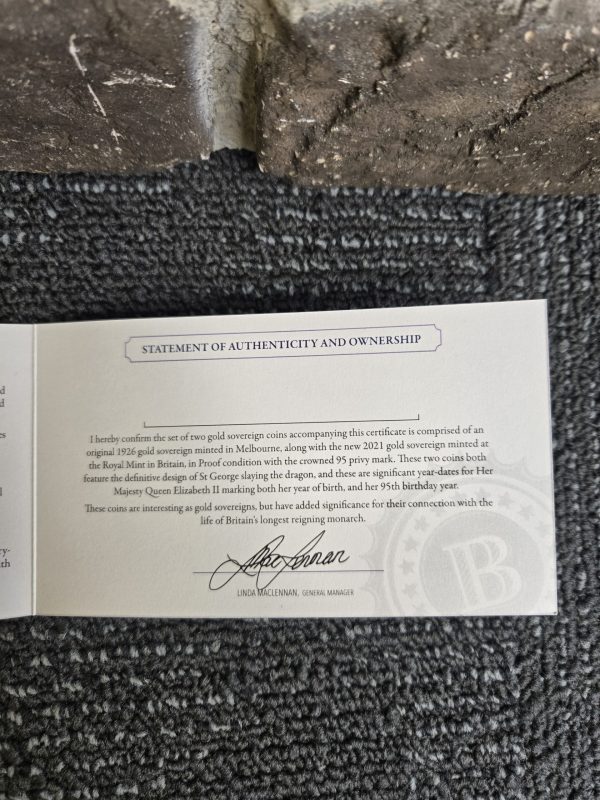 STATEMENT OF AUTHENTICITY AND OWNERSHIP
I hereby confirm the set of two gold sovereign coins accompanying this certificate is comprised of an
original 1926 gold sovereign minted in Melbourne, along with the new 2021 gold sovereign minted at
the Royal Mint in Britain, in Proof condition with the crowned 95 privy mark. These two coins both
feature the definitive design of St George slaying the dragon, and these are significant year-dates for Her
Majesty Queen Elizabeth II marking both her year of birth, and her 95th birthday year.
These coins are interesting as gold sovereigns, but have added significance for their connection with the
life of Britain's longest reigning monarch.
LINDA MACLENNAN, GENERAL MANAGER
B